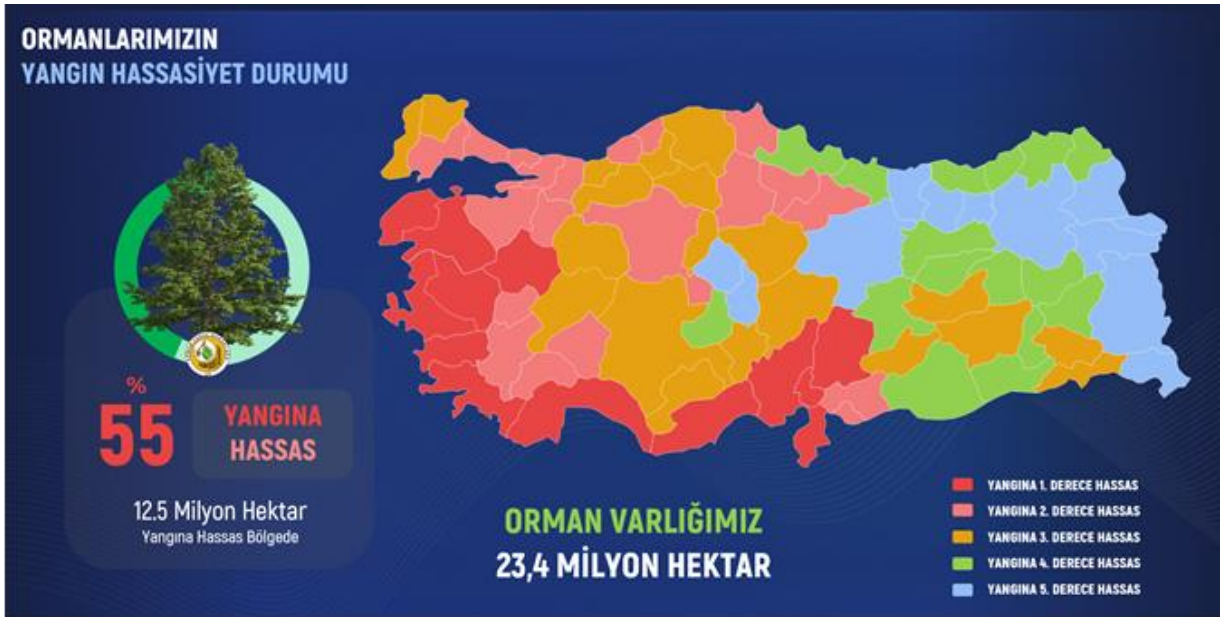 ORMANLARIMIZIN
YANGIN HASSASİYET DURUMU
%
55
YANGINA
HASSAS
12.5 Milyon Hektar
Yangına Hassas Bölgede
ORMAN VARLIĞIMIZ
23,4 MİLYON HEKTAR
YANGINA 1. DERECE HASSAS
YANGINA 2. DERECE HASSAS
YANGINA 3. DERECE HASSAS
YANGINA 4. DERECE HASSAS
YANGINA 5. DERECE HASSAS